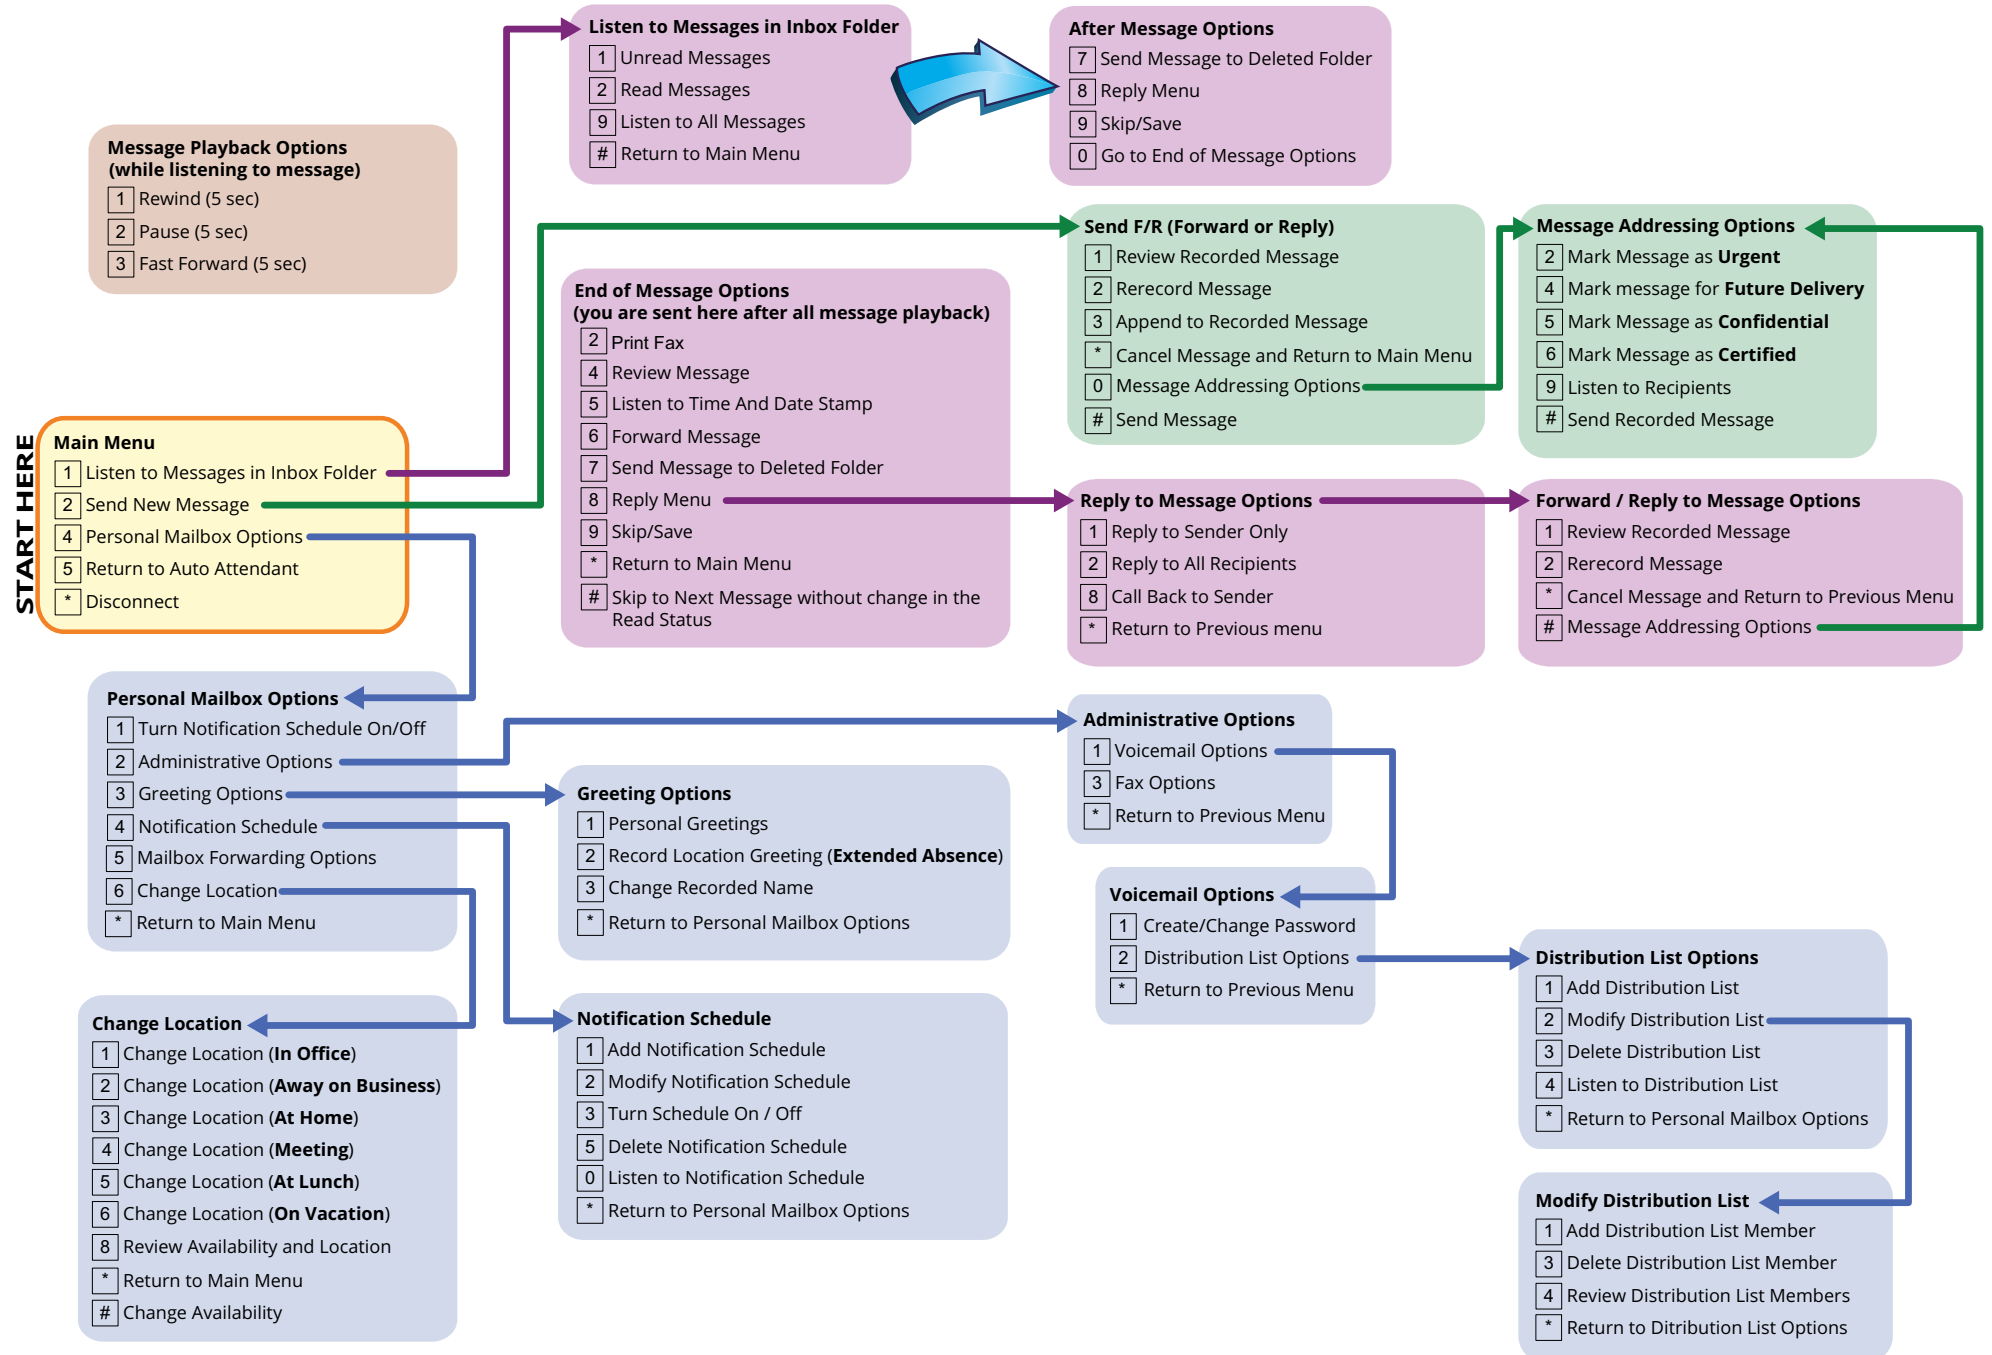 Listen to Messages in Inbox Folder
1 Unread Messages
2 Read Messages
9 Listen to All Messages
# Return to Main Menu
After Message Options
7 Send Message to Deleted Folder
8 Reply Menu
9 Skip/Save
0 Go to End of Message Options
Message Playback Options
(while listening to message)
1 Rewind (5 sec)
2 Pause (5 sec)
3 Fast Forward (5 sec)
Send F/R (Forward or Reply)
1 Review Recorded Message
2 Rerecord Message
3 Append to Recorded Message
* Cancel Message and Return to Main Menu
0 Message Addressing Options
# Send Message
Message Addressing Options
2 Mark Message as Urgent
4 Mark message for Future Delivery
5 Mark Message as Confidential
6 Mark Message as Certified
9 Listen to Recipients
# Send Recorded Message
End of Message Options
(you are sent here after all message playback)
2 Print Fax
4 Review Message
5 Listen to Time And Date Stamp
6 Forward Message
7 Send Message to Deleted Folder
8 Reply Menu
9 Skip/Save
* Return to Main Menu
# Skip to Next Message without change in the
Read Status
START HERE
Main Menu
1 Listen to Messages in Inbox Folder
2 Send New Message
4 Personal Mailbox Options
5 Return to Auto Attendant
* Disconnect
Reply to Message Options
1 Reply to Sender Only
2 Reply to All Recipients
8 Call Back to Sender
* Return to Previous menu
Forward / Reply to Message Options
1 Review Recorded Message
2 Rerecord Message
* Cancel Message and Return to Previous Menu
# Message Addressing Options
Personal Mailbox Options
1 Turn Notification Schedule On/Off
2 Administrative Options
3 Greeting Options
4 Notification Schedule
5 Mailbox Forwarding Options
6 Change Location
* Return to Main Menu
Administrative Options
1 Voicemail Options
3 Fax Options
* Return to Previous Menu
Greeting Options
1 Personal Greetings
2 Record Location Greeting (Extended Absence)
3 Change Recorded Name
* Return to Personal Mailbox Options
Voicemail Options
1 Create/Change Password
2 Distribution List Options
* Return to Previous Menu
Distribution List Options
1 Add Distribution List
2 Modify Distribution List
3 Delete Distribution List
4 Listen to Distribution List
* Return to Personal Mailbox Options
Change Location
1 Change Location (In Office)
2 Change Location (Away on Business)
3 Change Location (At Home)
4 Change Location (Meeting)
5 Change Location (At Lunch)
6 Change Location (On Vacation)
8 Review Availability and Location
* Return to Main Menu
# Change Availability
Notification Schedule
1 Add Notification Schedule
2 Modify Notification Schedule
3 Turn Schedule On / Off
5 Delete Notification Schedule
0 Listen to Notification Schedule
* Return to Personal Mailbox Options
Modify Distribution List
1 Add Distribution List Member
3 Delete Distribution List Member
4 Review Distribution List Members
* Return to Ditribution List Options